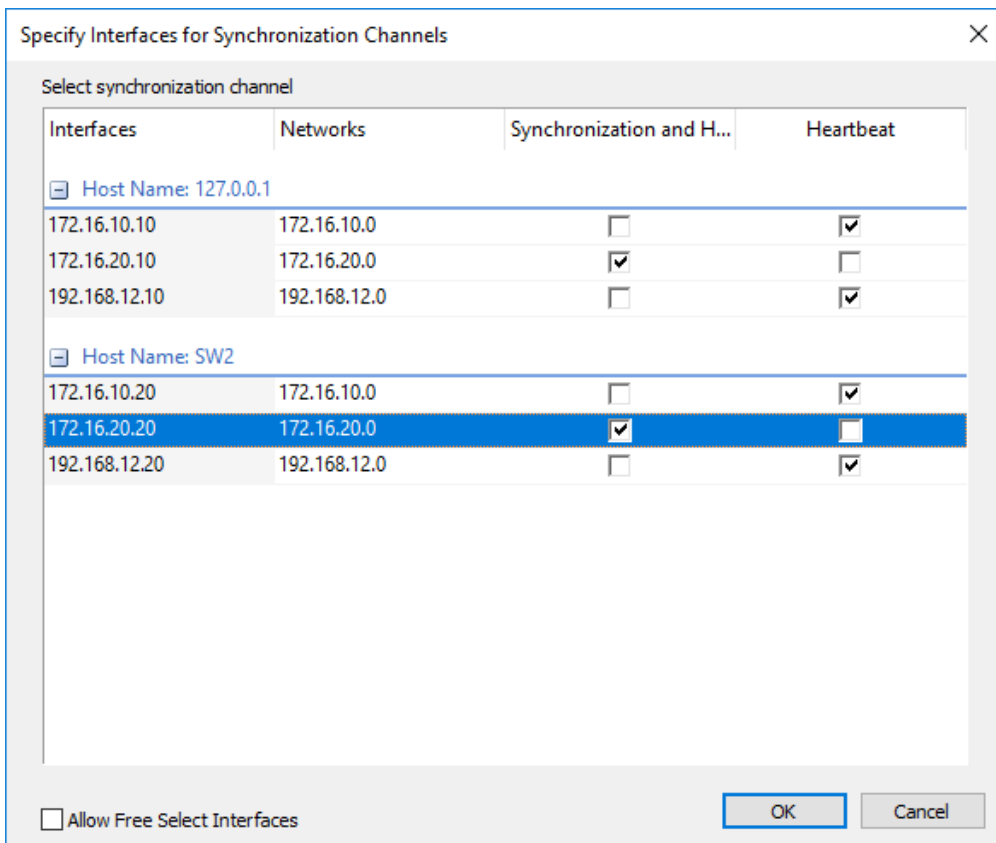 Specify Interfaces for Synchronization Channels
Select synchronization channel
Interfaces Networks Synchronization and H... Heartbeat
Host Name: 127.0.0.1
172.16.10.10 172.16.10.0
172.16.20.10 172.16.20.0
192.168.12.10 192.168.12.0
Host Name: SW2
172.16.10.20 172.16.10.0
172.16.20.20 172.16.20.0
192.168.12.20 192.168.12.0
Allow Free Select Interfaces OK Cancel